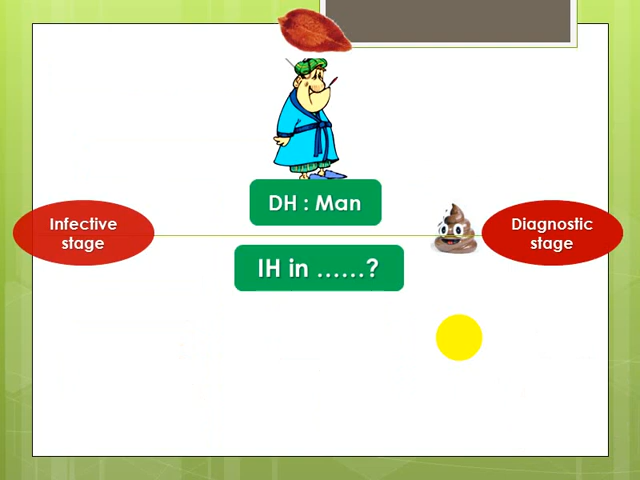 DH : Man
Infective
stage
Diagnostic
stage
IH in ......?